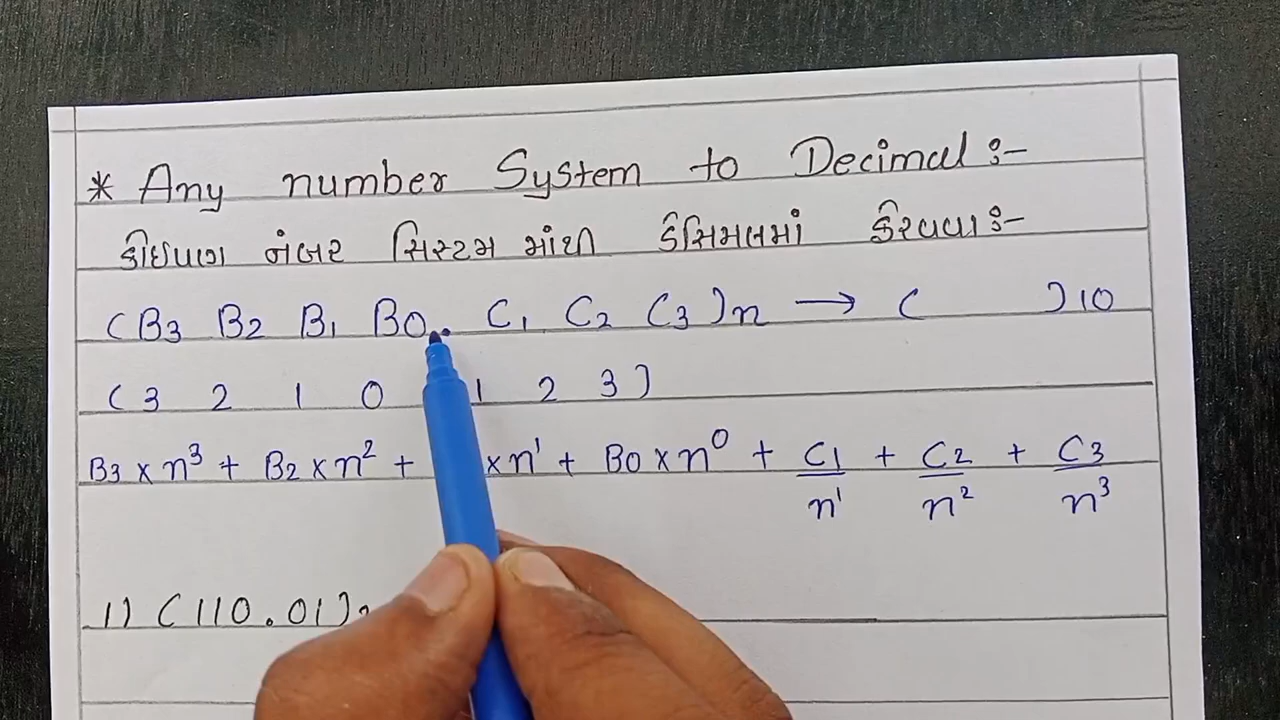 * Any number System to Decimal :-
કોઇપણ નંબર સિસ્ટમ માંથી ડેસિમલમાં ફેરવવા :-
(B3 B2 B1 B0 . C1 C2 C3)n → ( )10
(3 2 1 0 1 2 3)
B3 × n³ + B2 × n² + × n¹ + B0 × n⁰ + C1/n¹ + C2/n² + C3/n³
1) (110.01)